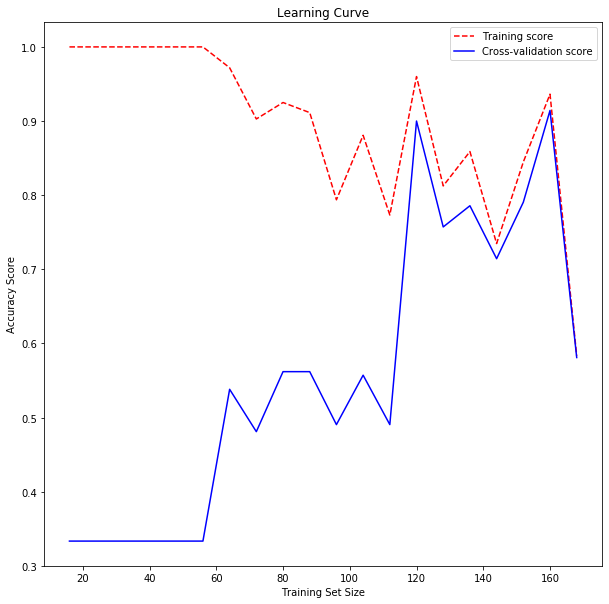 Learning Curve
Training score
Cross-validation score
Accuracy Score
1.0
0.9
0.8
0.7
0.6
0.5
0.4
0.3
20 40 60 80 100 120 140 160
Training Set Size